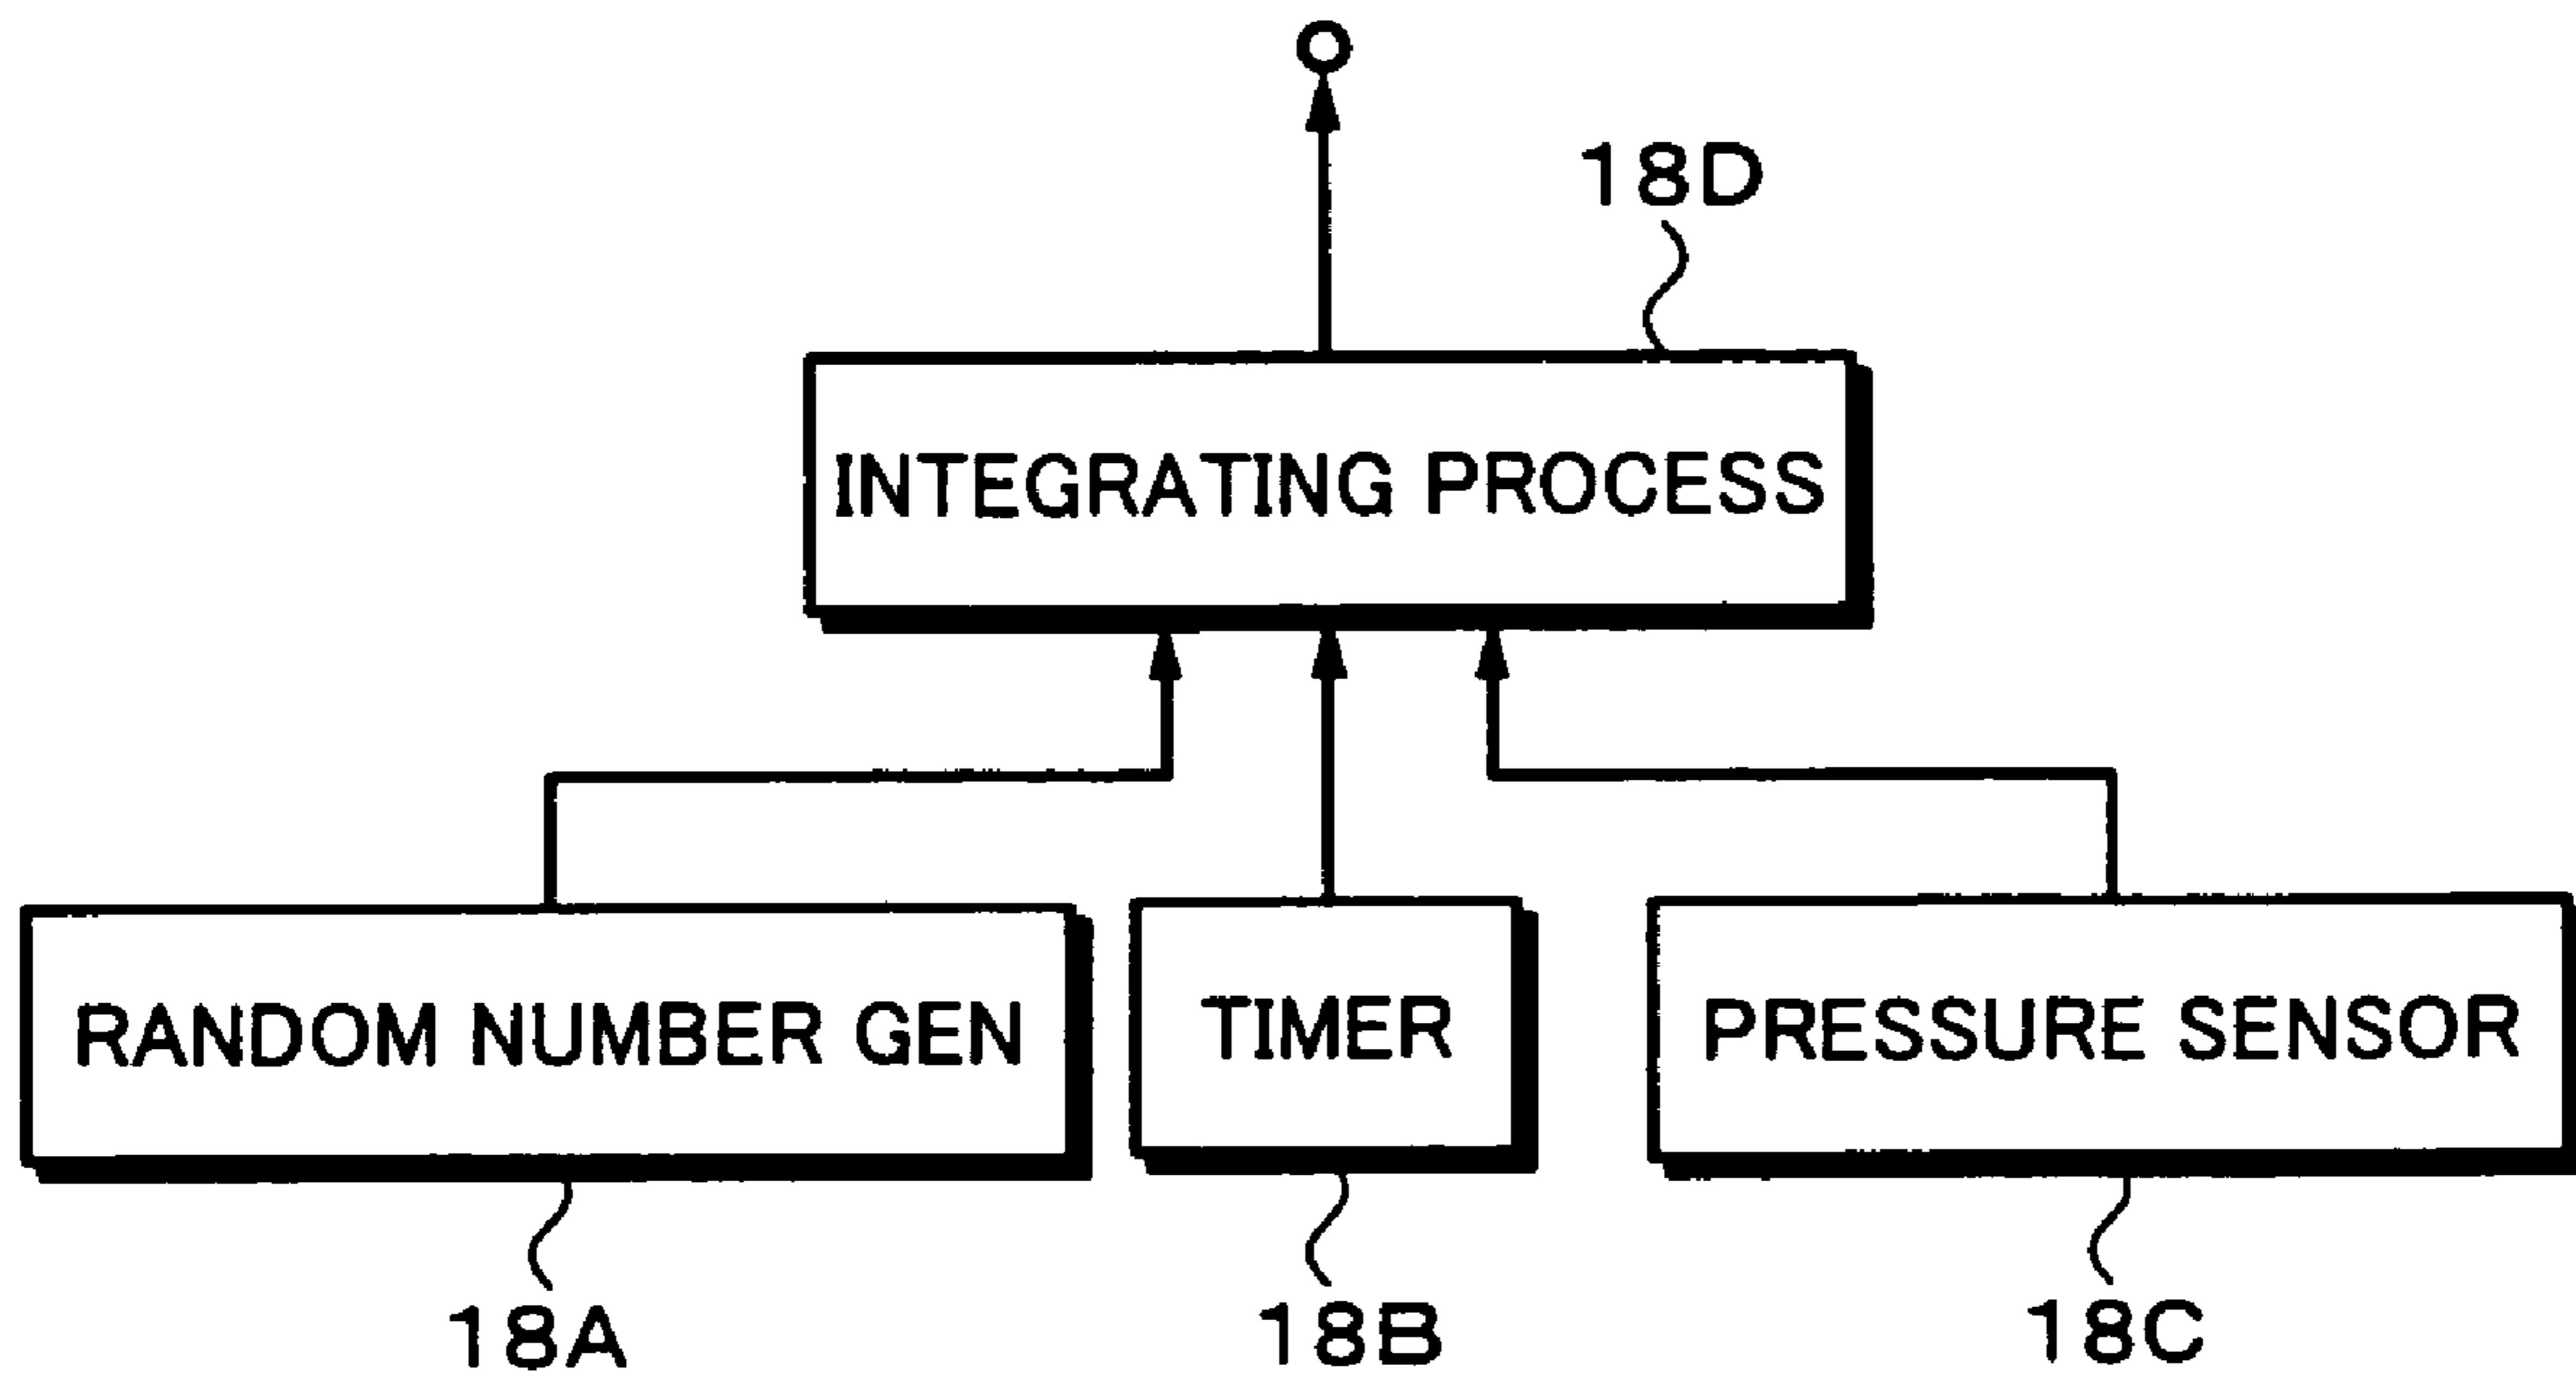 18D
INTEGRATING PROCESS
RANDOM NUMBER GEN
TIMER
PRESSURE SENSOR
18A
18B
18C